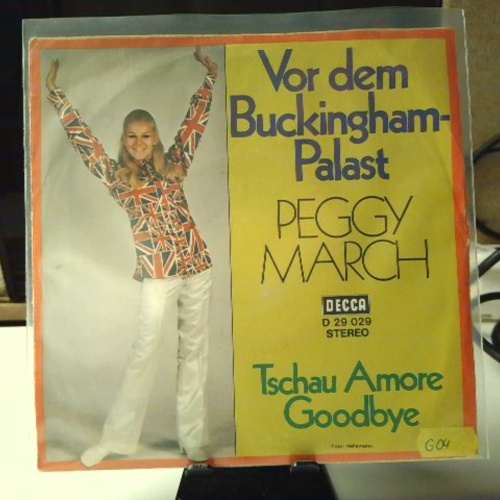 Vor dem
Buckingham-
Palast
PEGGY
MARCH
DECCA
D 29 029
STEREO
Tschau Amore
Goodbye
G04